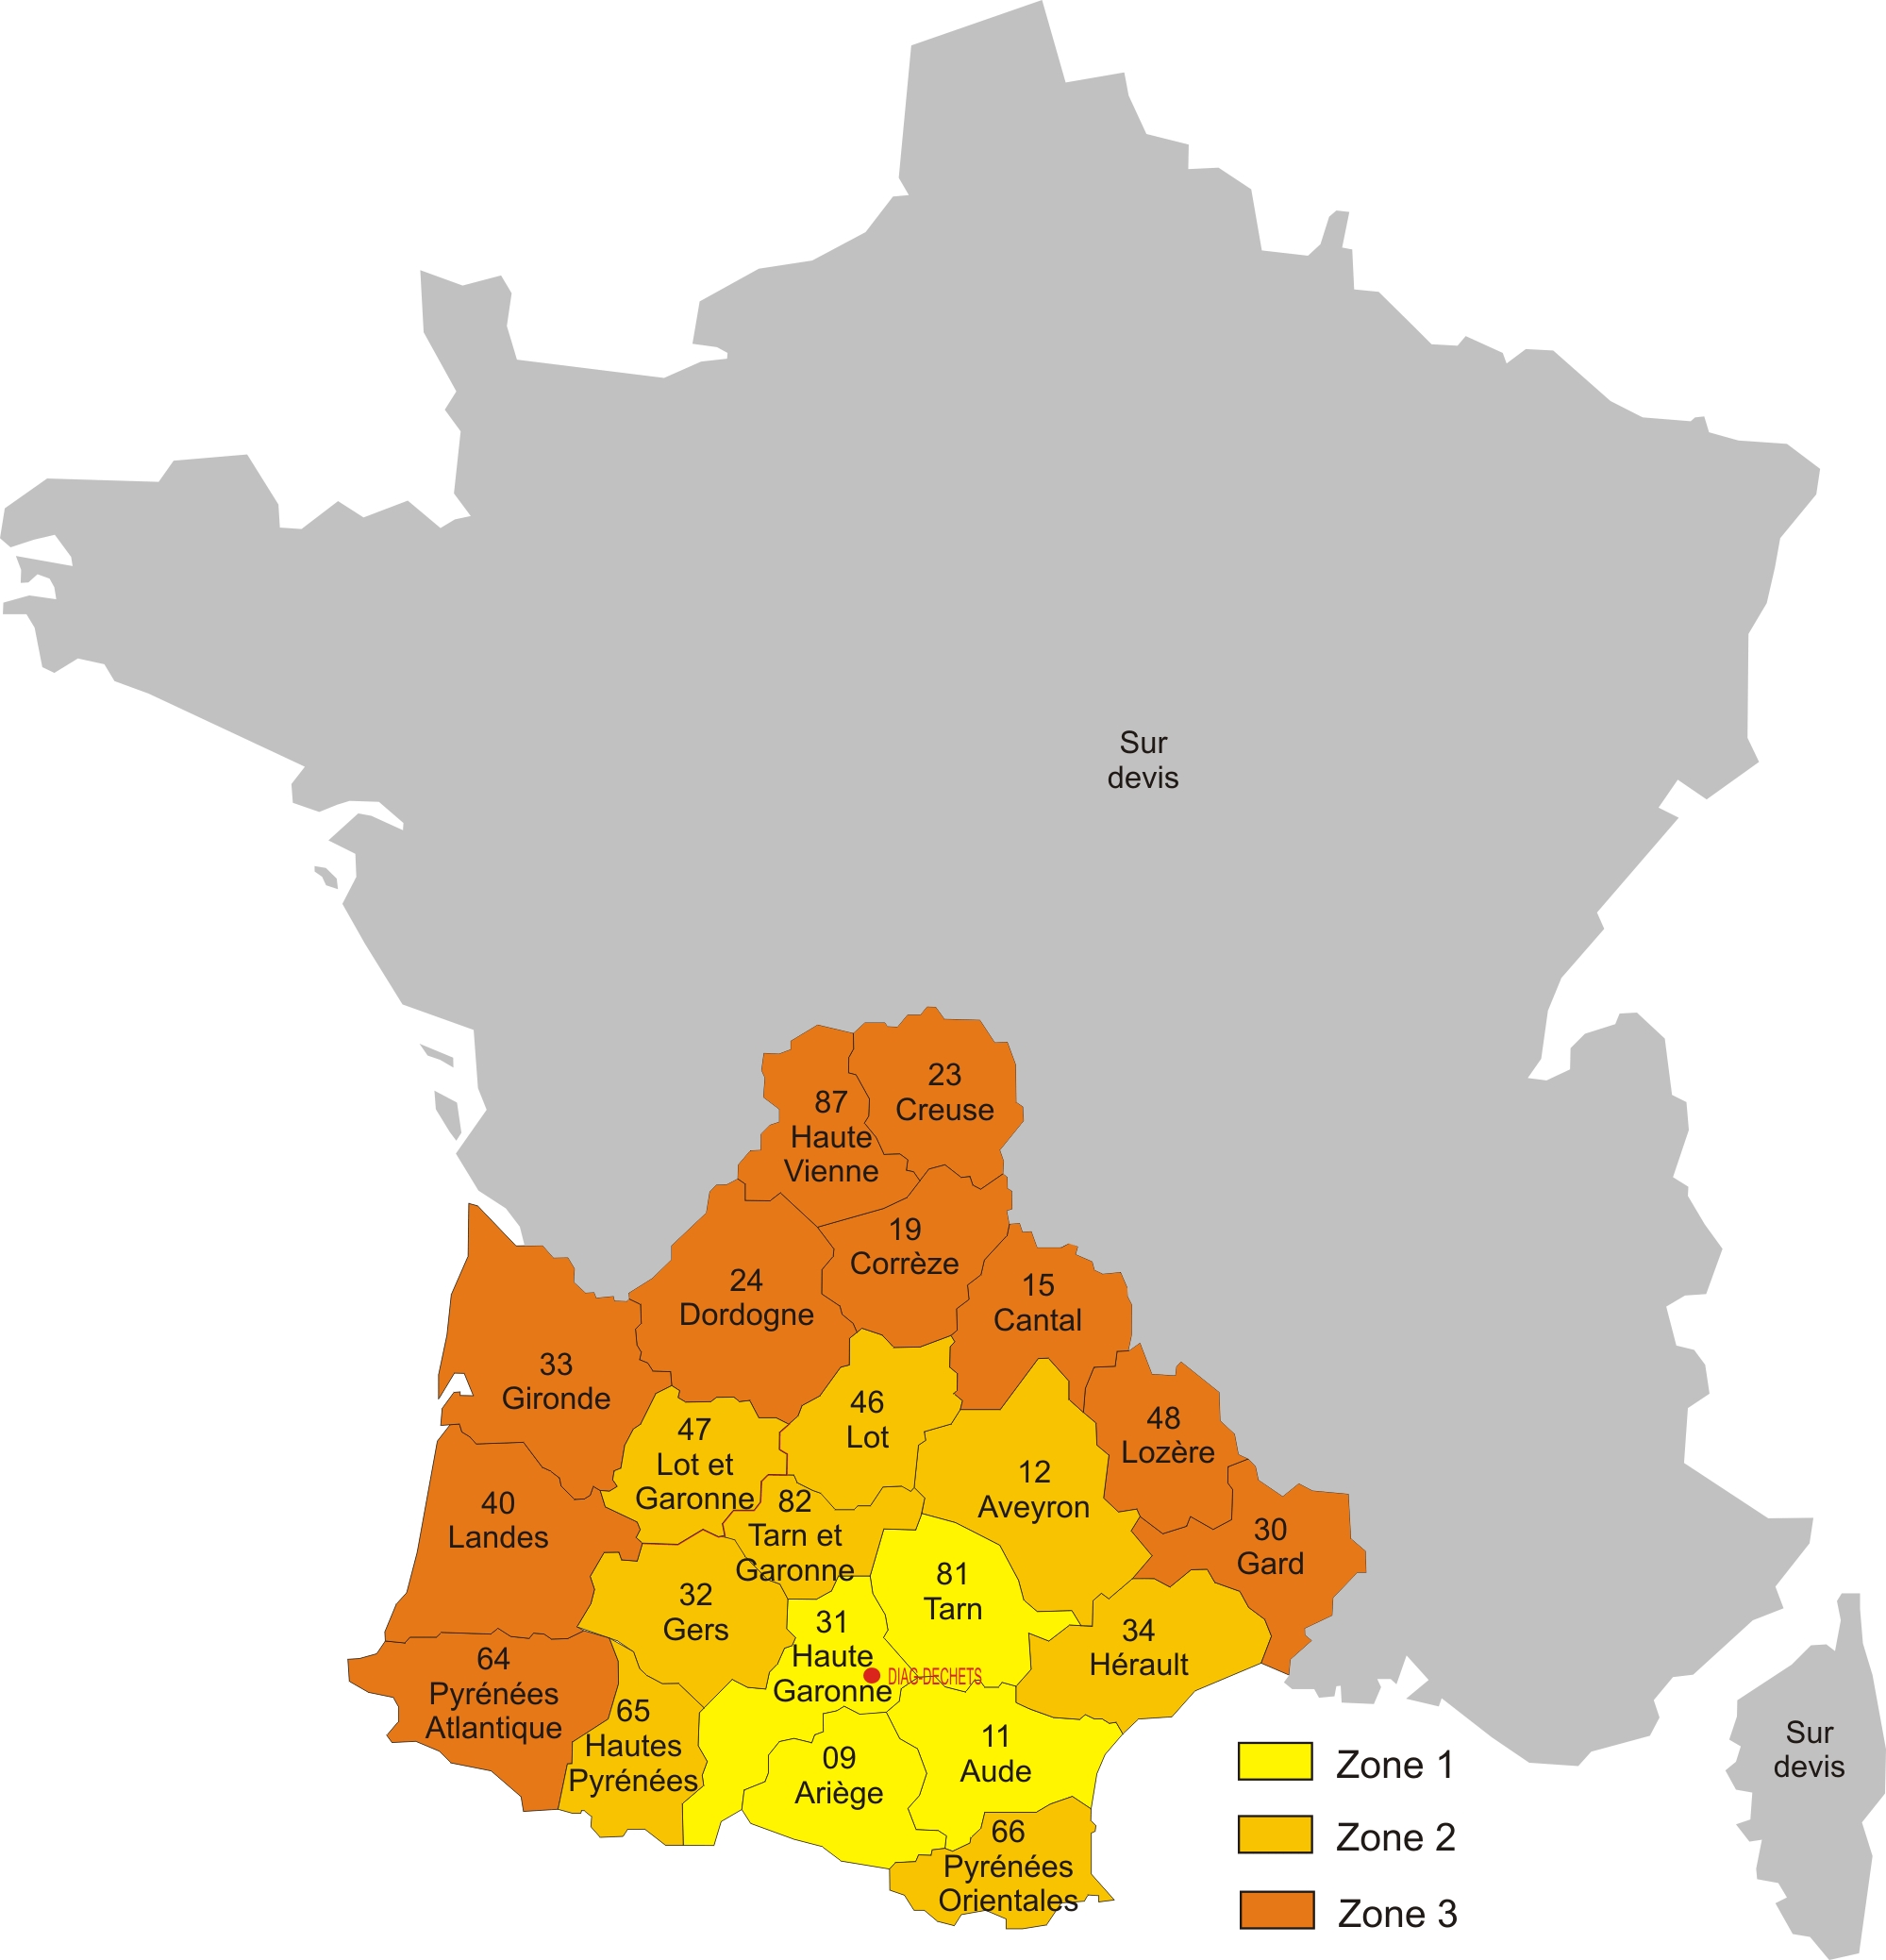 Sur
devis
23
Creuse
87
Haute
Vienne
19
Corrèze
24
Dordogne
15
Cantal
33
Gironde
46
Lot
48
Lozère
47
Lot et
Garonne
12
Aveyron
40
Landes
82
Tarn et
Garonne
30
Gard
81
Tarn
32
Gers
31
Haute
Garonne
DIAG-DECHETS
34
Hérault
64
Pyrénées
Atlantique
65
Hautes
Pyrénées
11
Aude
09
Ariège
66
Pyrénées
Orientales
Sur
devis
Zone 1
Zone 2
Zone 3